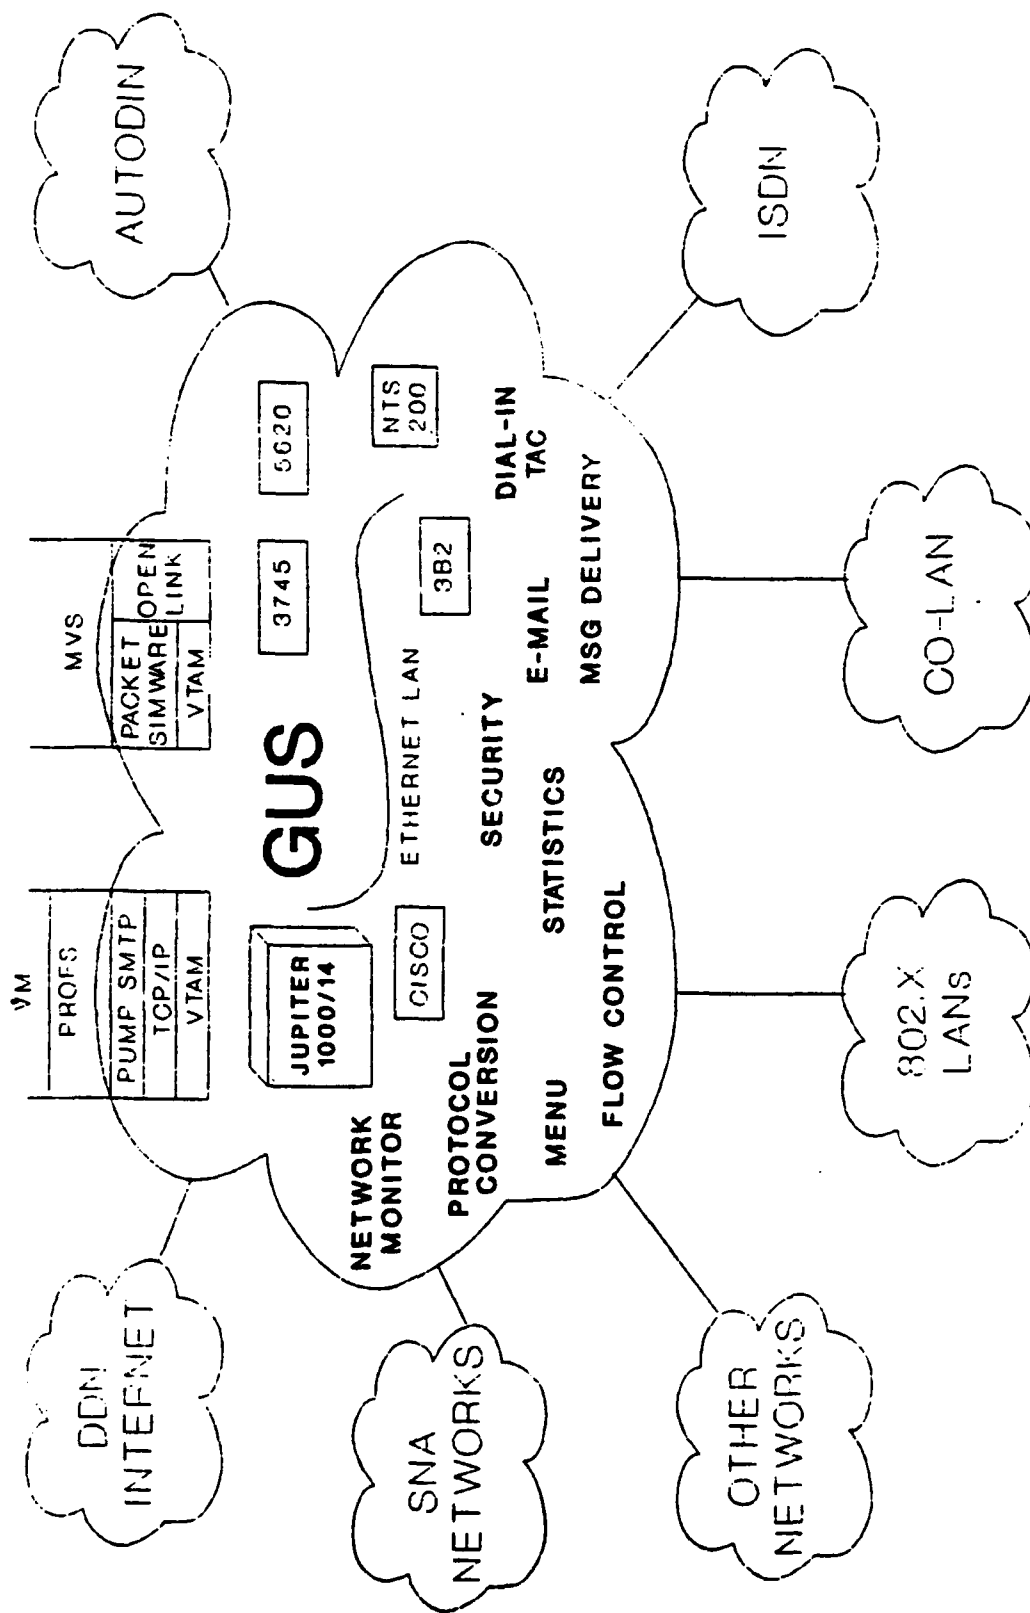 VM
PROFS
PUMP SMTP
TCP/IP
VTAM
MVS
PACKET
SIMWARE
OPEN
LINK
VTAM
DDN
INTERNET
AUTODIN
JUPITER
1000/14
GUS
3745
5620
NETWORK
MONITOR
CISCO
ETHERNET LAN
3B2
NTS
200
PROTOCOL
CONVERSION
SECURITY
DIAL-IN
TAC
MENU
STATISTICS
E-MAIL
FLOW CONTROL
MSG DELIVERY
SNA
NETWORKS
OTHER
NETWORKS
802.X
LANs
CO-LAN
ISDN